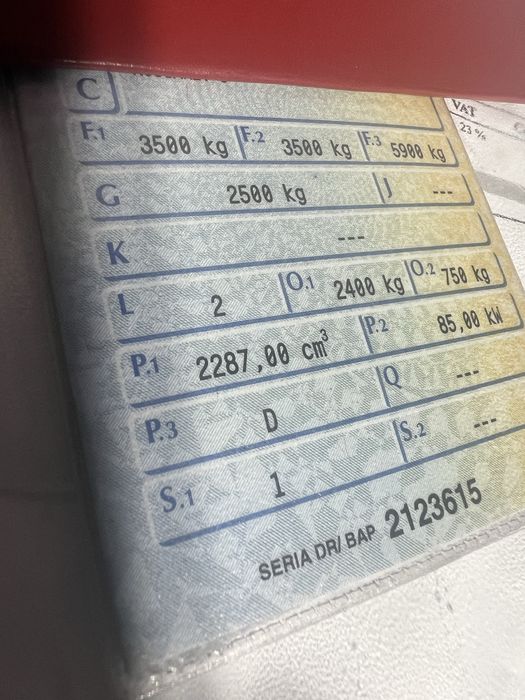 C
VAT
23 %
F.1 3500 kg F.2 3500 kg F.3 5900 kg
G 2500 kg J ---
K ---
L 2 O.1 2400 kg O.2 750 kg
P.1 2287,00 cm³ P.2 85,00 kW
P.3 D Q ---
S.1 1 S.2 ---
SERIA DR/ BAP 2123615